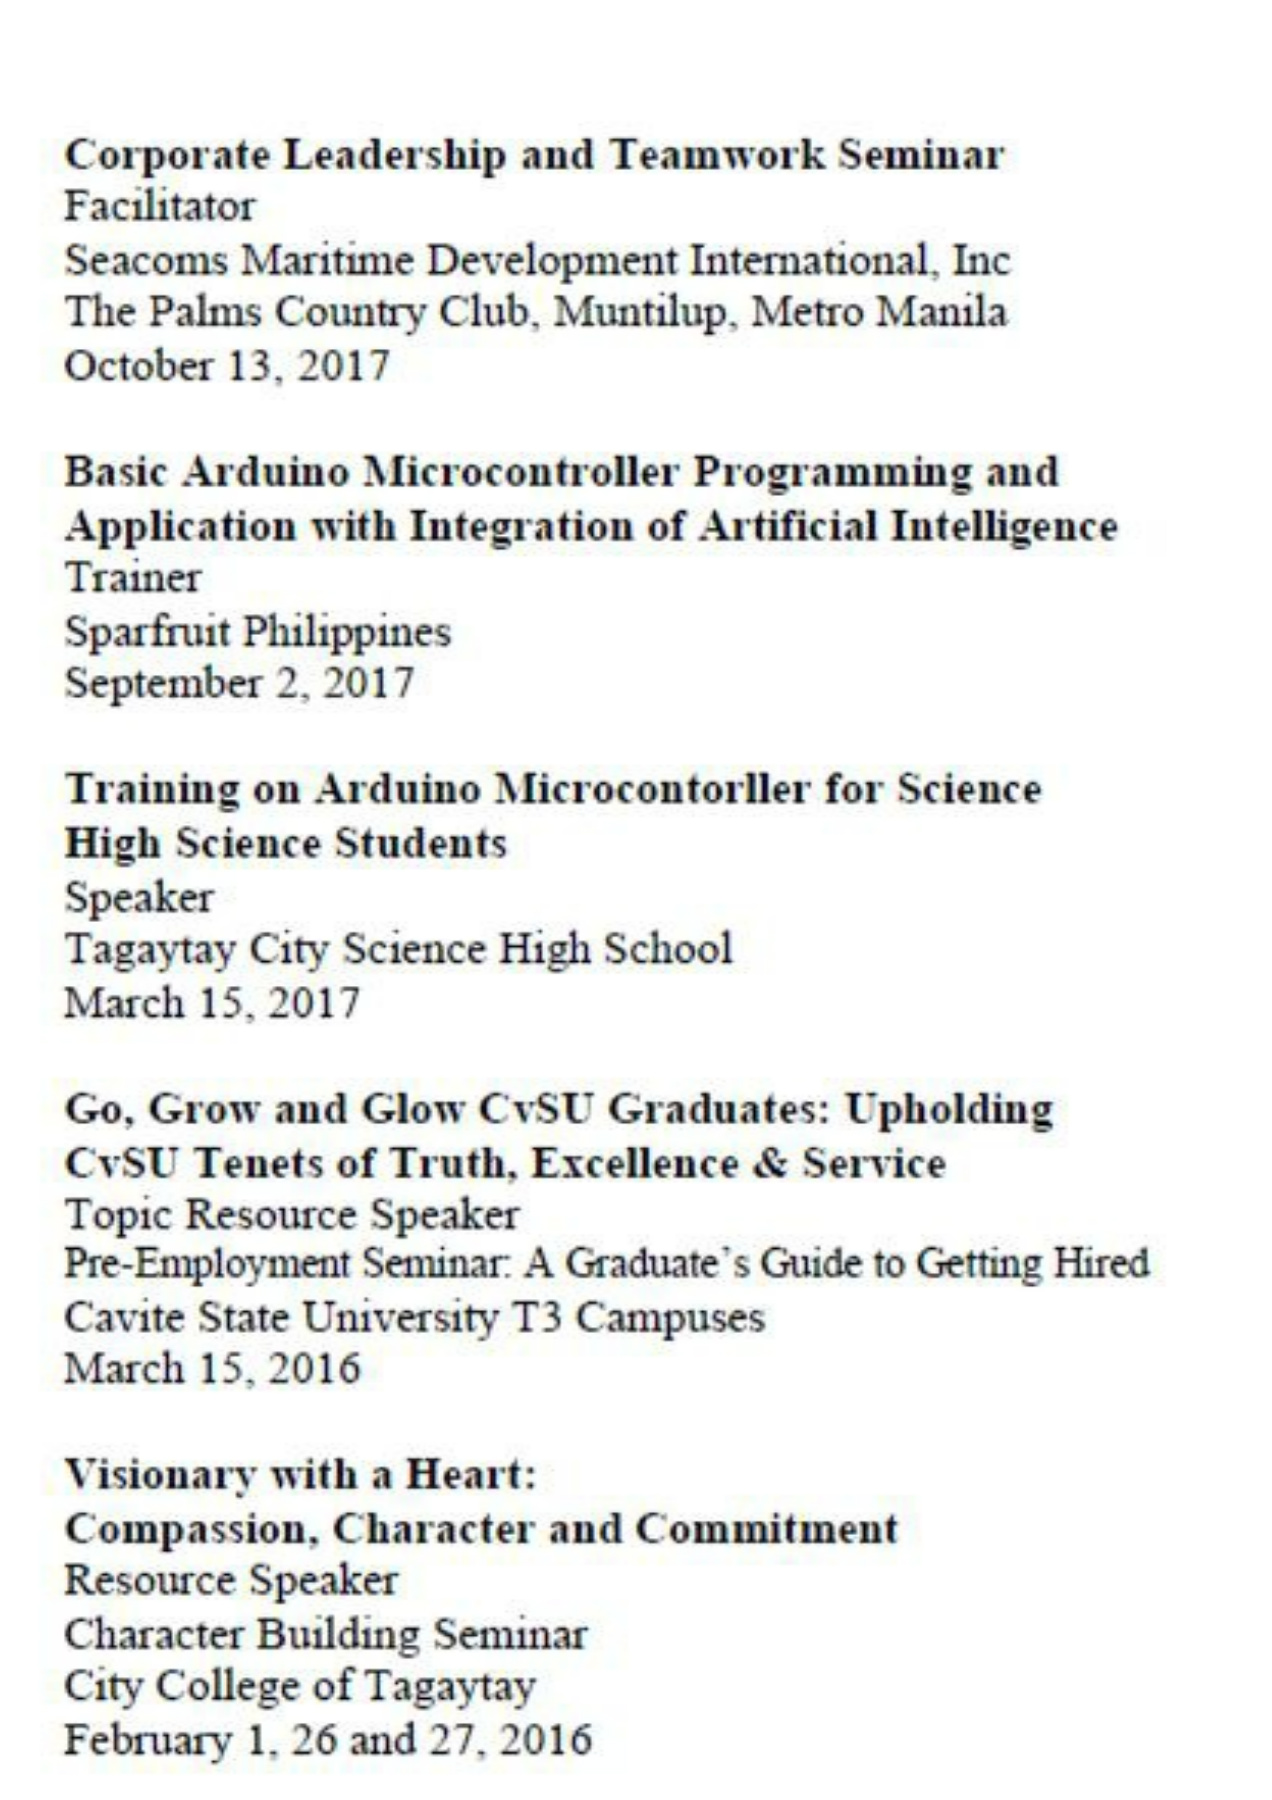 Corporate Leadership and Teamwork Seminar
Facilitator
Seacoms Maritime Development International, Inc
The Palms Country Club, Muntilup, Metro Manila
October 13, 2017
Basic Arduino Microcontroller Programming and
Application with Integration of Artificial Intelligence
Trainer
Sparfruit Philippines
September 2, 2017
Training on Arduino Microcontorller for Science
High Science Students
Speaker
Tagaytay City Science High School
March 15, 2017
Go, Grow and Glow CvSU Graduates: Upholding
CvSU Tenets of Truth, Excellence & Service
Topic Resource Speaker
Pre-Employment Seminar: A Graduate's Guide to Getting Hired
Cavite State University T3 Campuses
March 15, 2016
Visionary with a Heart:
Compassion, Character and Commitment
Resource Speaker
Character Building Seminar
City College of Tagaytay
February 1, 26 and 27, 2016